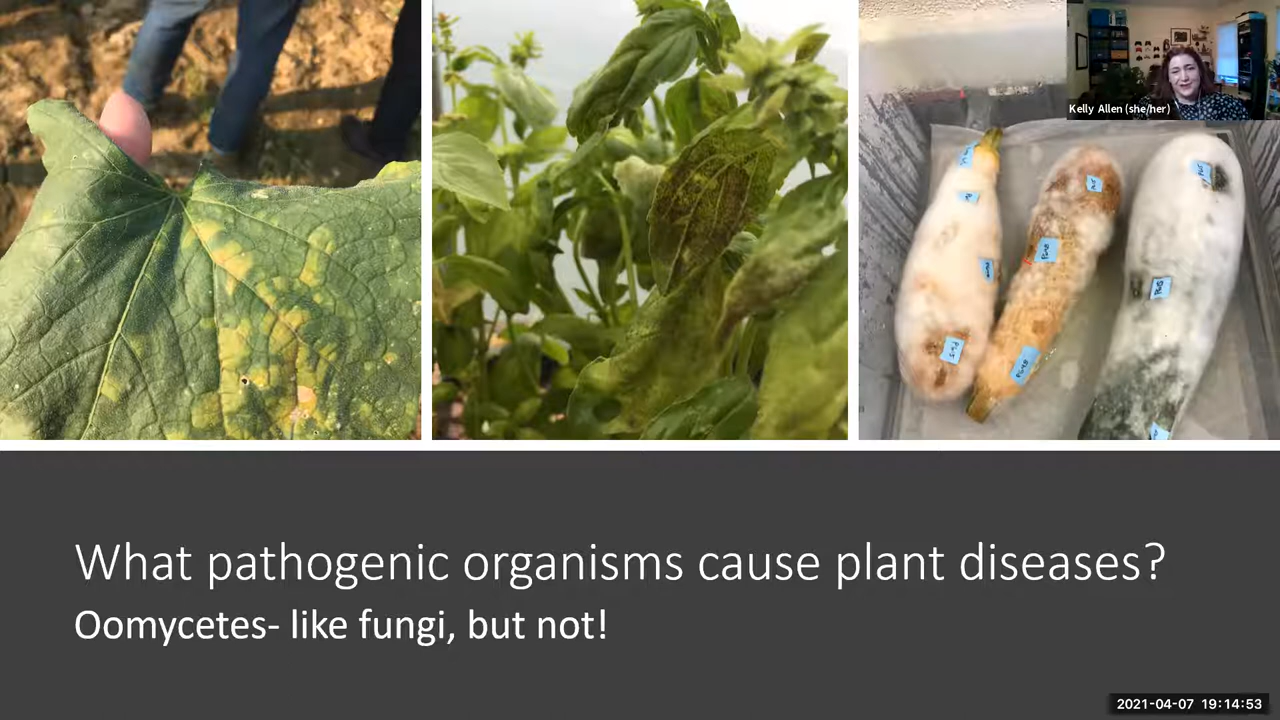 Kelly Allen (she/her)
What pathogenic organisms cause plant diseases?
Oomycetes- like fungi, but not!
2021-04-07 19:14:53